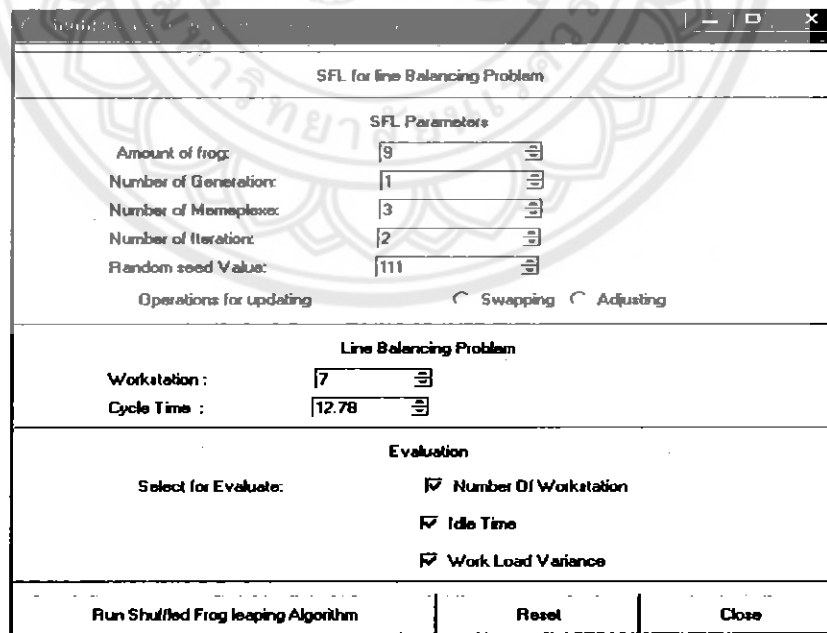 SFL for line Balancing Problem
SFL Parameters
Amount of frog: 9
Number of Generation: 1
Number of Memeplexe: 3
Number of Iteration: 2
Random seed Value: 111
Operations for updating Swapping Adjusting
Line Balancing Problem
Workstation : 7
Cycle Time : 12.78
Evaluation
Select for Evaluate: Number Of Workstation
Idle Time
Work Load Variance
Run Shuffled Frog leaping Algorithm Reset Close